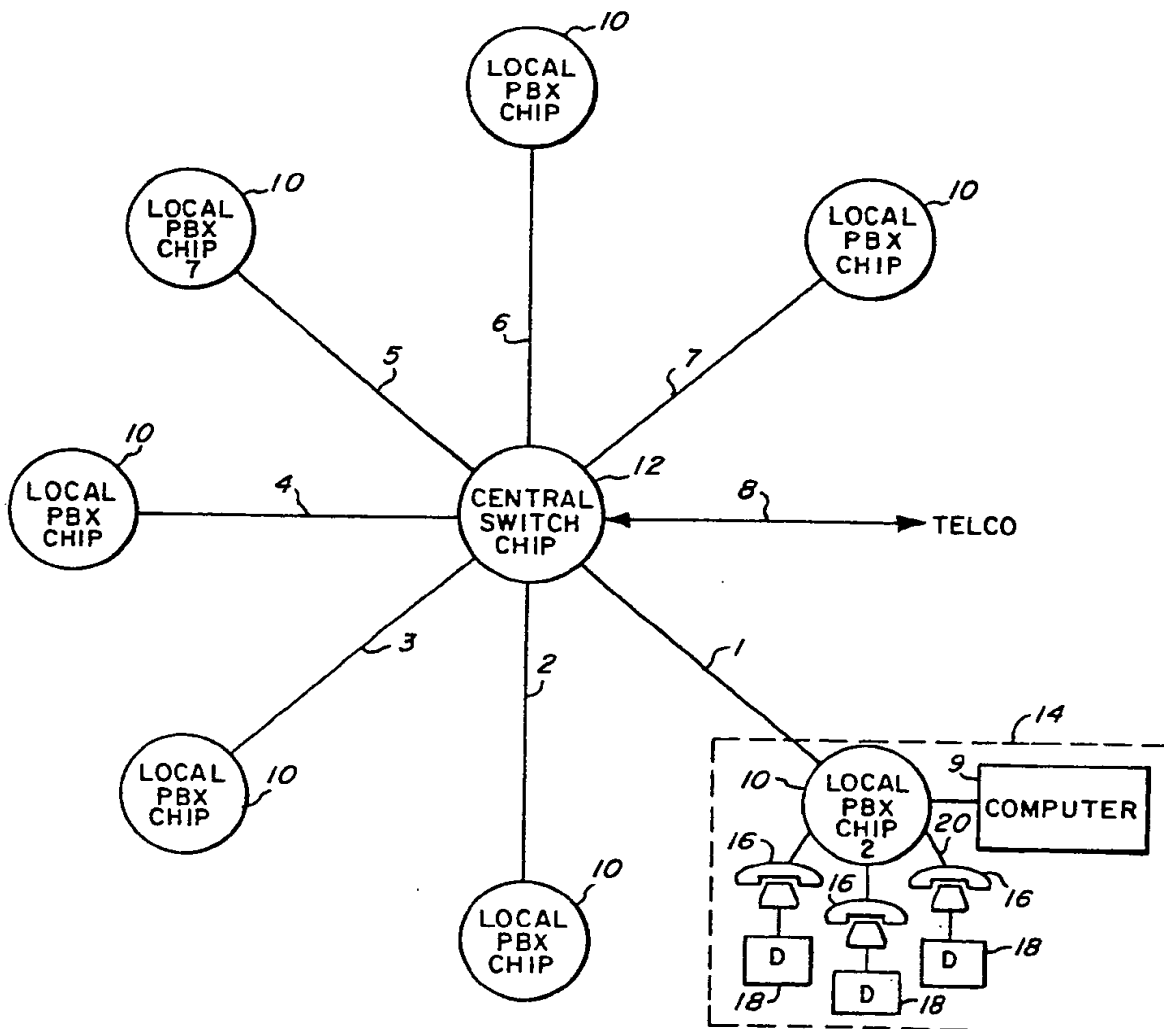 10
LOCAL
PBX
CHIP
10
LOCAL
PBX
CHIP
7
10
LOCAL
PBX
CHIP
6
5
7
10
LOCAL
PBX
CHIP
4
12
CENTRAL
SWITCH
CHIP
8
TELCO
3
2
1
LOCAL
PBX
CHIP
10
14
10
LOCAL
PBX
CHIP
2
9
COMPUTER
20
16
16
16
D
18
D
18
D
18
10
LOCAL
PBX
CHIP